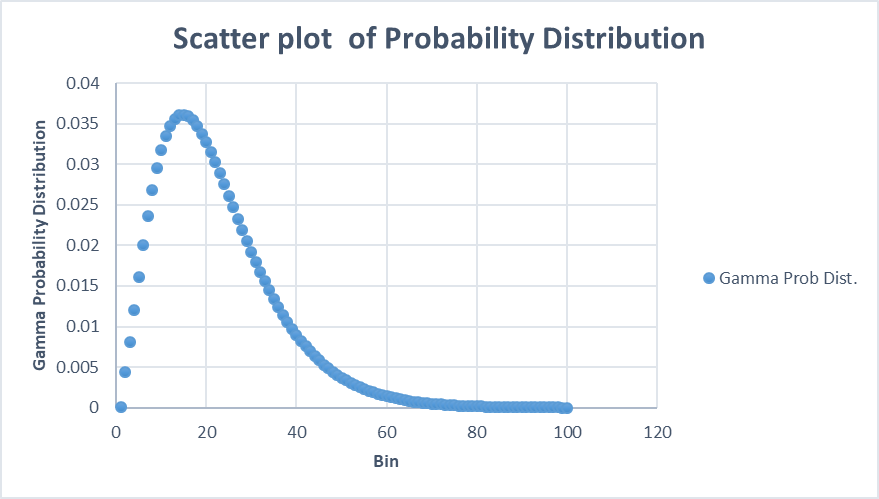 Scatter plot  of Probability Distribution
Gamma Probability Distribution
0.04
0.035
0.03
0.025
0.02
0.015
0.01
0.005
0
0 20 40 60 80 100 120
Bin
Gamma Prob Dist.